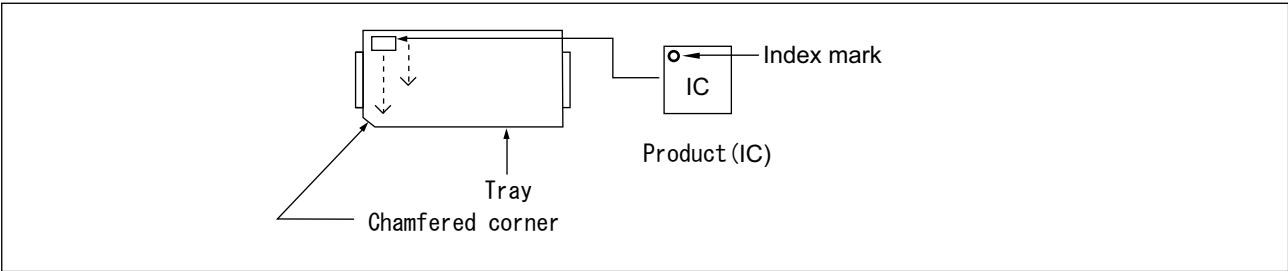 Index mark
IC
Product(IC)
Tray
Chamfered corner